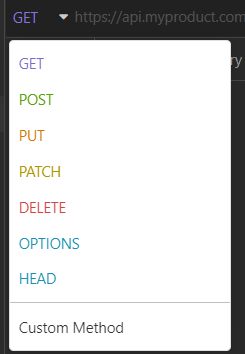 GET https://api.myproduct.com
GET
POST
PUT
PATCH
DELETE
OPTIONS
HEAD
Custom Method